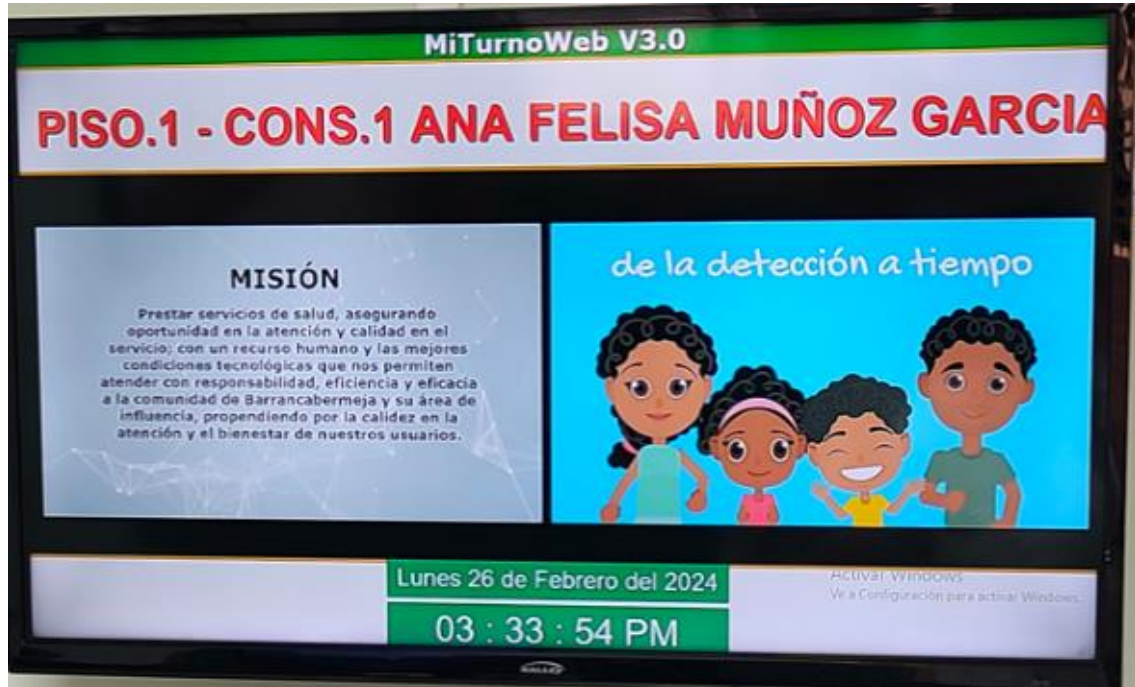 MiTurnoWeb V3.0
PISO.1 - CONS.1 ANA FELISA MUÑOZ GARCIA
MISIÓN
Prestar servicios de salud, asegurando
oportunidad en la atención y calidad en el
servicio; con un recurso humano y las mejores
condiciones tecnológicas que nos permiten
atender con responsabilidad, eficiencia y eficacia
a la comunidad de Barrancabermeja y su área de
influencia, propendiendo por la calidez en la
atención y el bienestar de nuestros usuarios.
de la detección a tiempo
Lunes 26 de Febrero del 2024
03 : 33 : 54 PM
Activar Windows
Ve a Configuración para activar Windows.